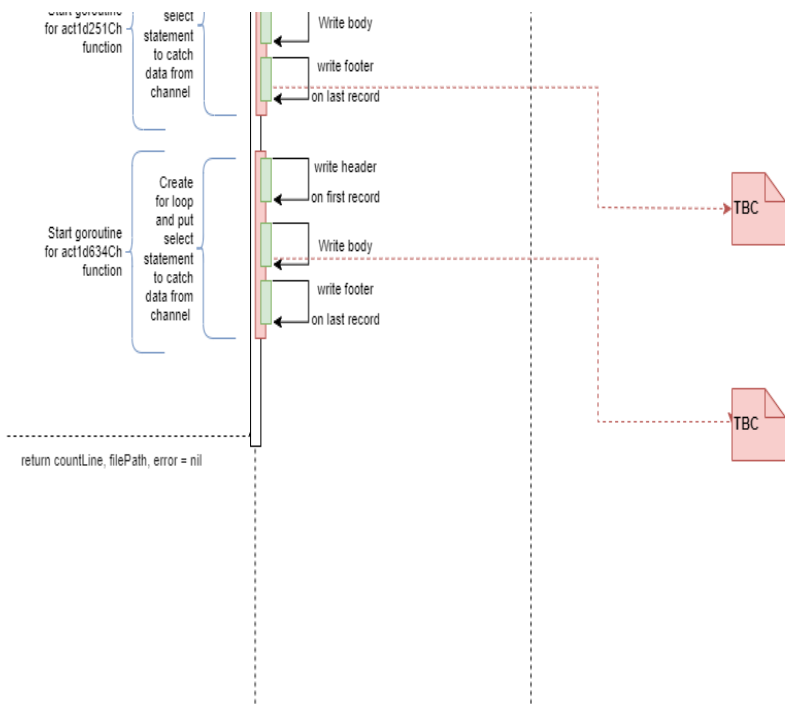 Start goroutine
for act1d251Ch
function
select
statement
to catch
data from
channel
Write body
write footer
on last record
Start goroutine
for act1d634Ch
function
Create
for loop
and put
select
statement
to catch
data from
channel
write header
on first record
Write body
write footer
on last record
TBC
TBC
return countLine, filePath, error = nil